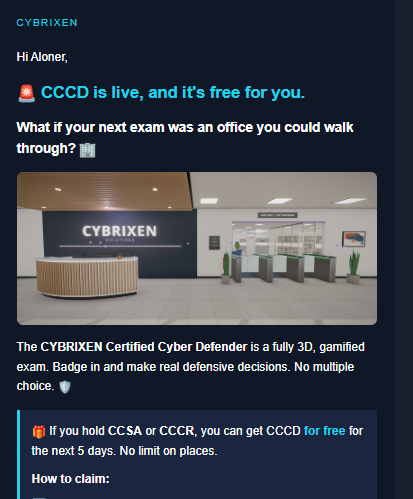 CYBRIXEN
Hi Aloner,
🚨 CCCD is live, and it's free for you.
What if your next exam was an office you could walk
through? 🏢
CYBRIXEN
SOLUTIONS
The CYBRIXEN Certified Cyber Defender is a fully 3D, gamified
exam. Badge in and make real defensive decisions. No multiple
choice. 🛡️
🎁 If you hold CCSA or CCCR, you can get CCCD for free for
the next 5 days. No limit on places.
How to claim: